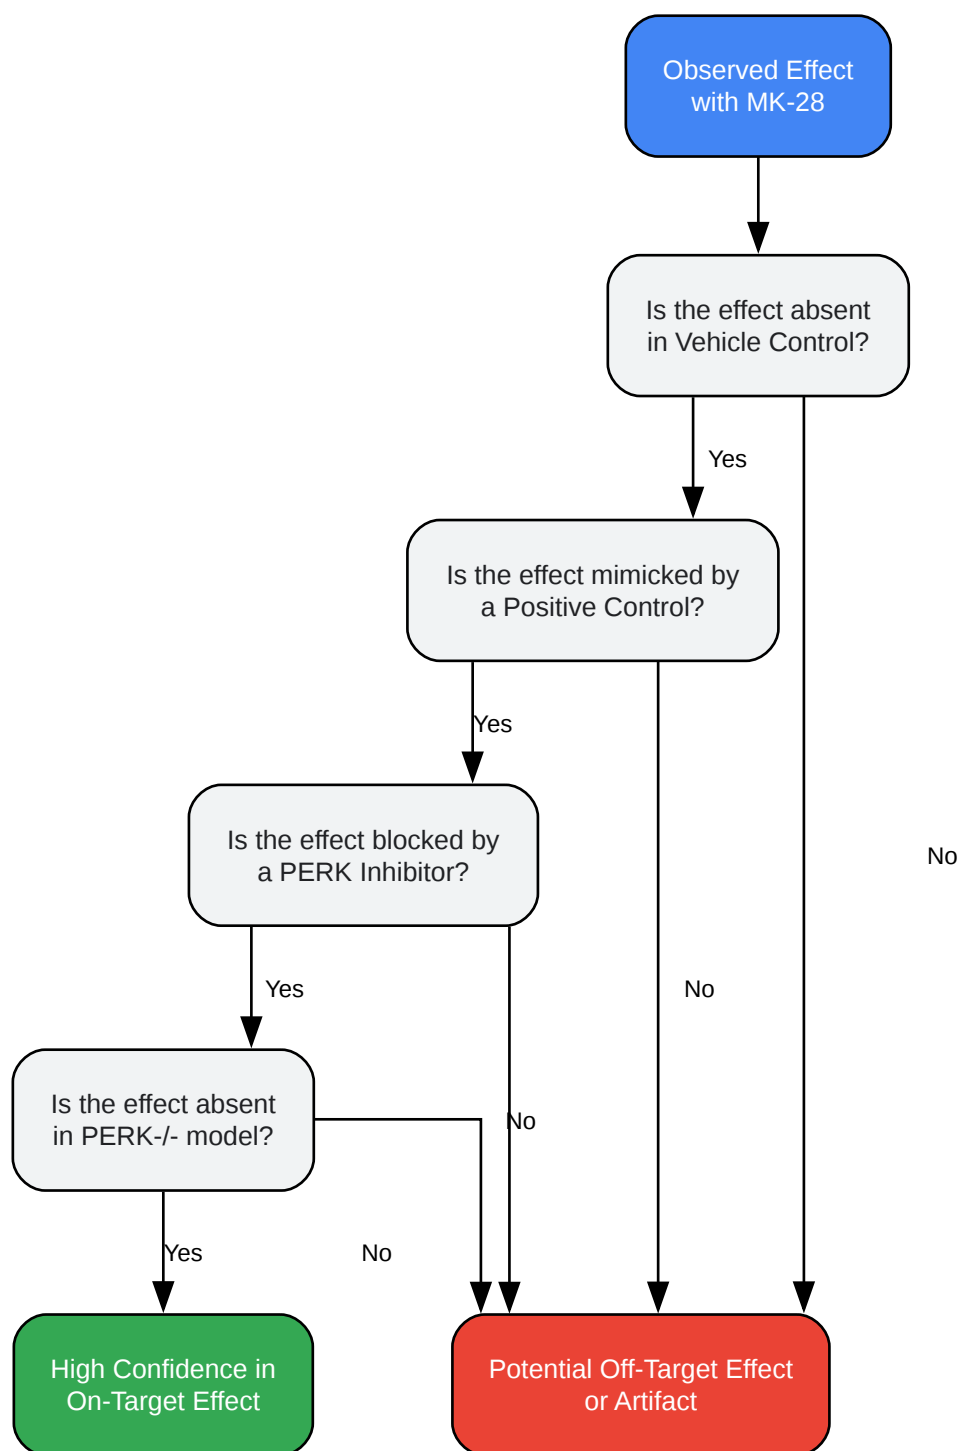 Observed Effect
with MK-28
Is the effect absent
in Vehicle Control?
Yes
Is the effect mimicked by
a Positive Control?
Yes
Is the effect blocked by
a PERK Inhibitor?
No
Yes
No
Is the effect absent
in PERK-/- model?
No
Yes
No
High Confidence in
On-Target Effect
Potential Off-Target Effect
or Artifact